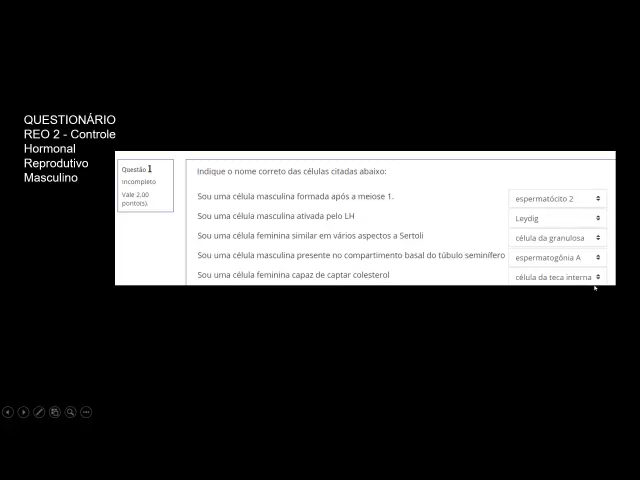 QUESTIONÁRIO
REO 2 - Controle
Hormonal
Reprodutivo
Masculino
Questão 1
Incompleto
Vale 2,00
ponto(s).
Indique o nome correto das células citadas abaixo:
Sou uma célula masculina formada após a meiose 1. espermatócito 2
Sou uma célula masculina ativada pelo LH Leydig
Sou uma célula feminina similar em vários aspectos a Sertoli célula da granulosa
Sou uma célula masculina presente no compartimento basal do túbulo seminífero espermatogônia A
Sou uma célula feminina capaz de captar colesterol célula da teca interna